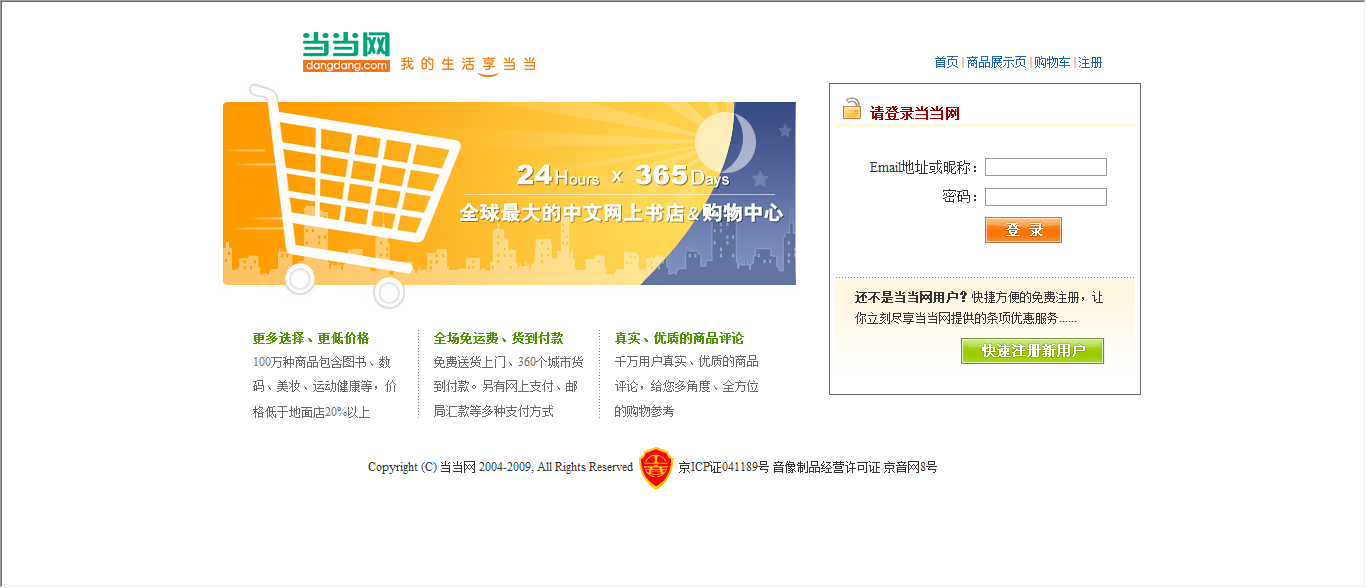 当当网
dangdang.com 我的生活享当当
首页 | 商品展示页 | 购物车 | 注册
24Hours x 365Days
全球最大的中文网上书店&购物中心
请登录当当网
Email地址或昵称：
密码：
登 录
还不是当当网用户？快捷方便的免费注册，让
你立刻尽享当当网提供的条项优惠服务......
快速注册新用户
更多选择、更低价格
100万种商品包含图书、数
码、美妆、运动健康等，价
格低于地面店20%以上
全场免运费、货到付款
免费送货上门、360个城市货
到付款。另有网上支付、邮
局汇款等多种支付方式
真实、优质的商品评论
千万用户真实、优质的商品
评论，给您多角度、全方位
的购物参考
Copyright (C) 当当网 2004-2009, All Rights Reserved 京ICP证041189号 音像制品经营许可证 京音网8号